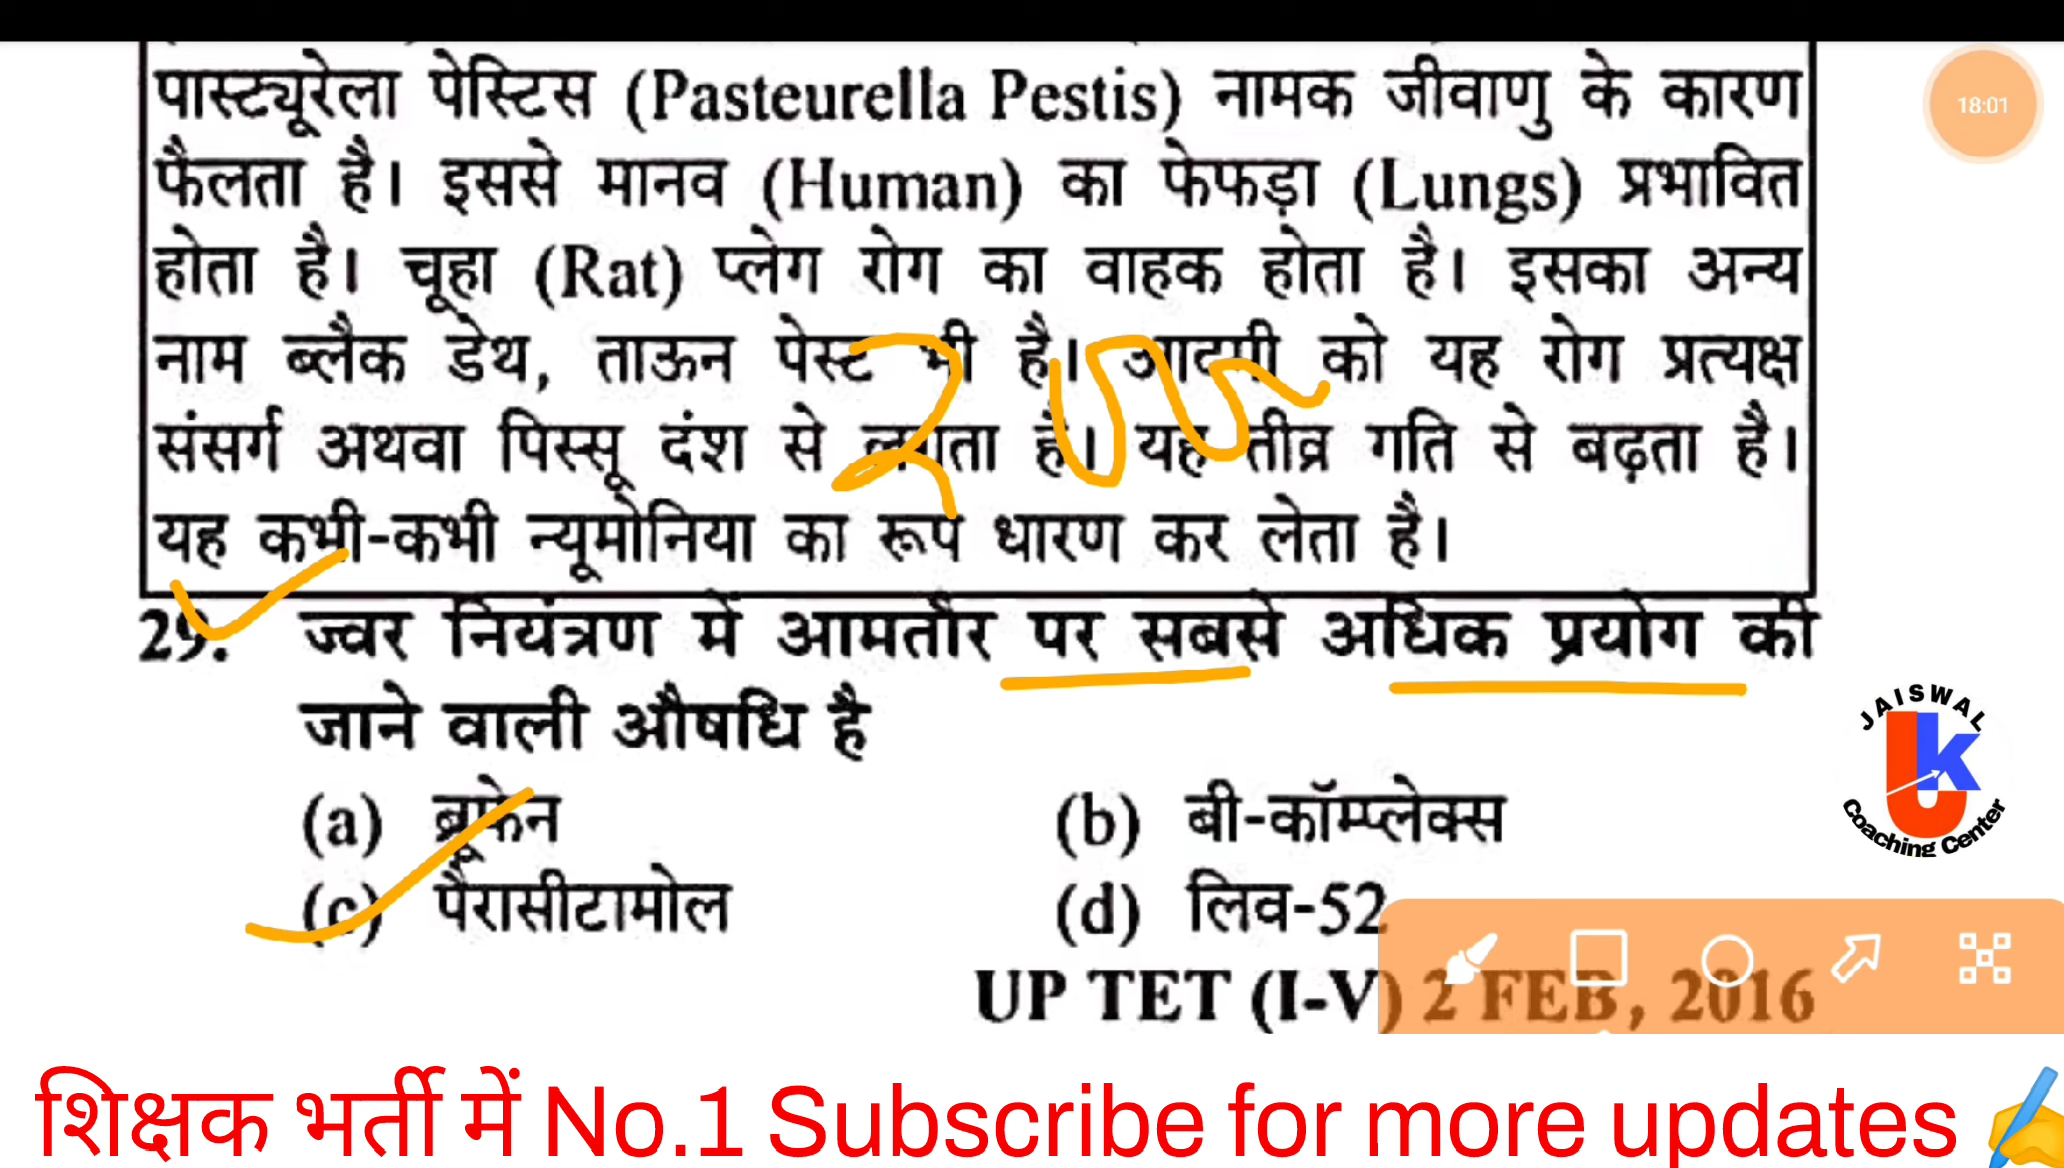 पास्ट्यूरेला पेस्टिस (Pasteurella Pestis) नामक जीवाणु के कारण
फैलता है। इससे मानव (Human) का फेफड़ा (Lungs) प्रभावित
होता है। चूहा (Rat) प्लेग रोग का वाहक होता है। इसका अन्य
नाम ब्लैक डेथ, ताऊन पेस्ट भी है। आदमी को यह रोग प्रत्यक्ष
संसर्ग अथवा पिस्सू दंश से लगता है। यह तीव्र गति से बढ़ता है।
यह कभी-कभी न्यूमोनिया का रूप धारण कर लेता है।
29. ज्वर नियंत्रण में आमतौर पर सबसे अधिक प्रयोग की
जाने वाली औषधि है
(a) ब्रूफेन (b) बी-कॉम्प्लेक्स
(c) पैरासीटामोल (d) लिव-52
UP TET (I-V) 2 FEB, 2016
18:01
JAISWAL
JK
Coaching Center
शिक्षक भर्ती में No.1 Subscribe for more updates ✍